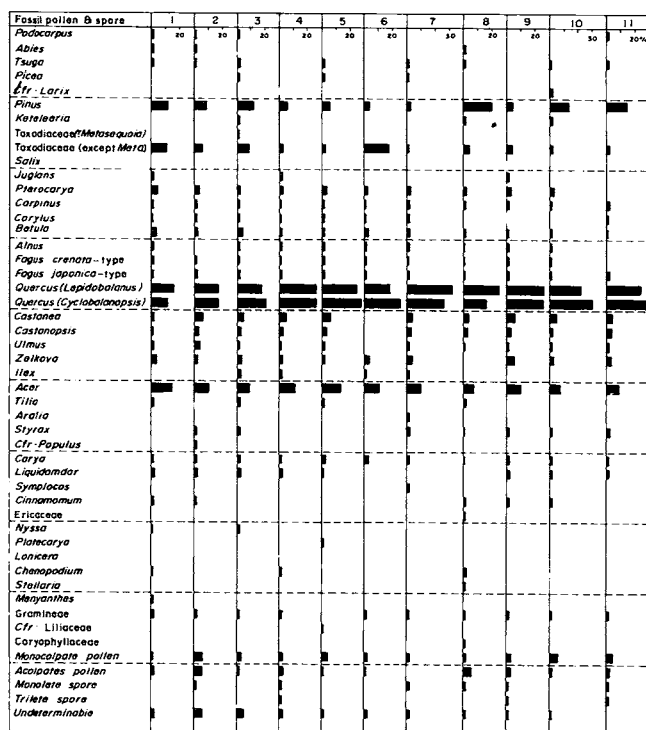 Fossil pollen & spore 1 2 3 4 5 6 7 8 9 10 11
20 20 20 20 20 20 20 20 20 30 20%
Podocarpus
Abies
Tsuga
Picea
Cfr. Larix
Pinus
Keteleeria
Taxodiaceae (Metasequoia)
Taxodiaceae (except Meta)
Salix
Juglans
Pterocarya
Carpinus
Corylus
Betula
Alnus
Fagus crenata-type
Fagus japonica-type
Quercus (Lepidobalanus)
Quercus (Cyclobalanopsis)
Castanea
Castanopsis
Ulmus
Zelkova
Ilex
Acer
Tilia
Aralia
Styrax
Cfr. Populus
Carya
Liquidamdar
Symplocos
Cinnamomum
Ericaceae
Nyssa
Platecarya
Lonicera
Chenopodium
Stellaria
Menyanthes
Gramineae
Cfr. Liliaceae
Caryophyllaceae
Monocolpate pollen
Acolpates pollen
Monolete spore
Trilete spore
Undeterminable